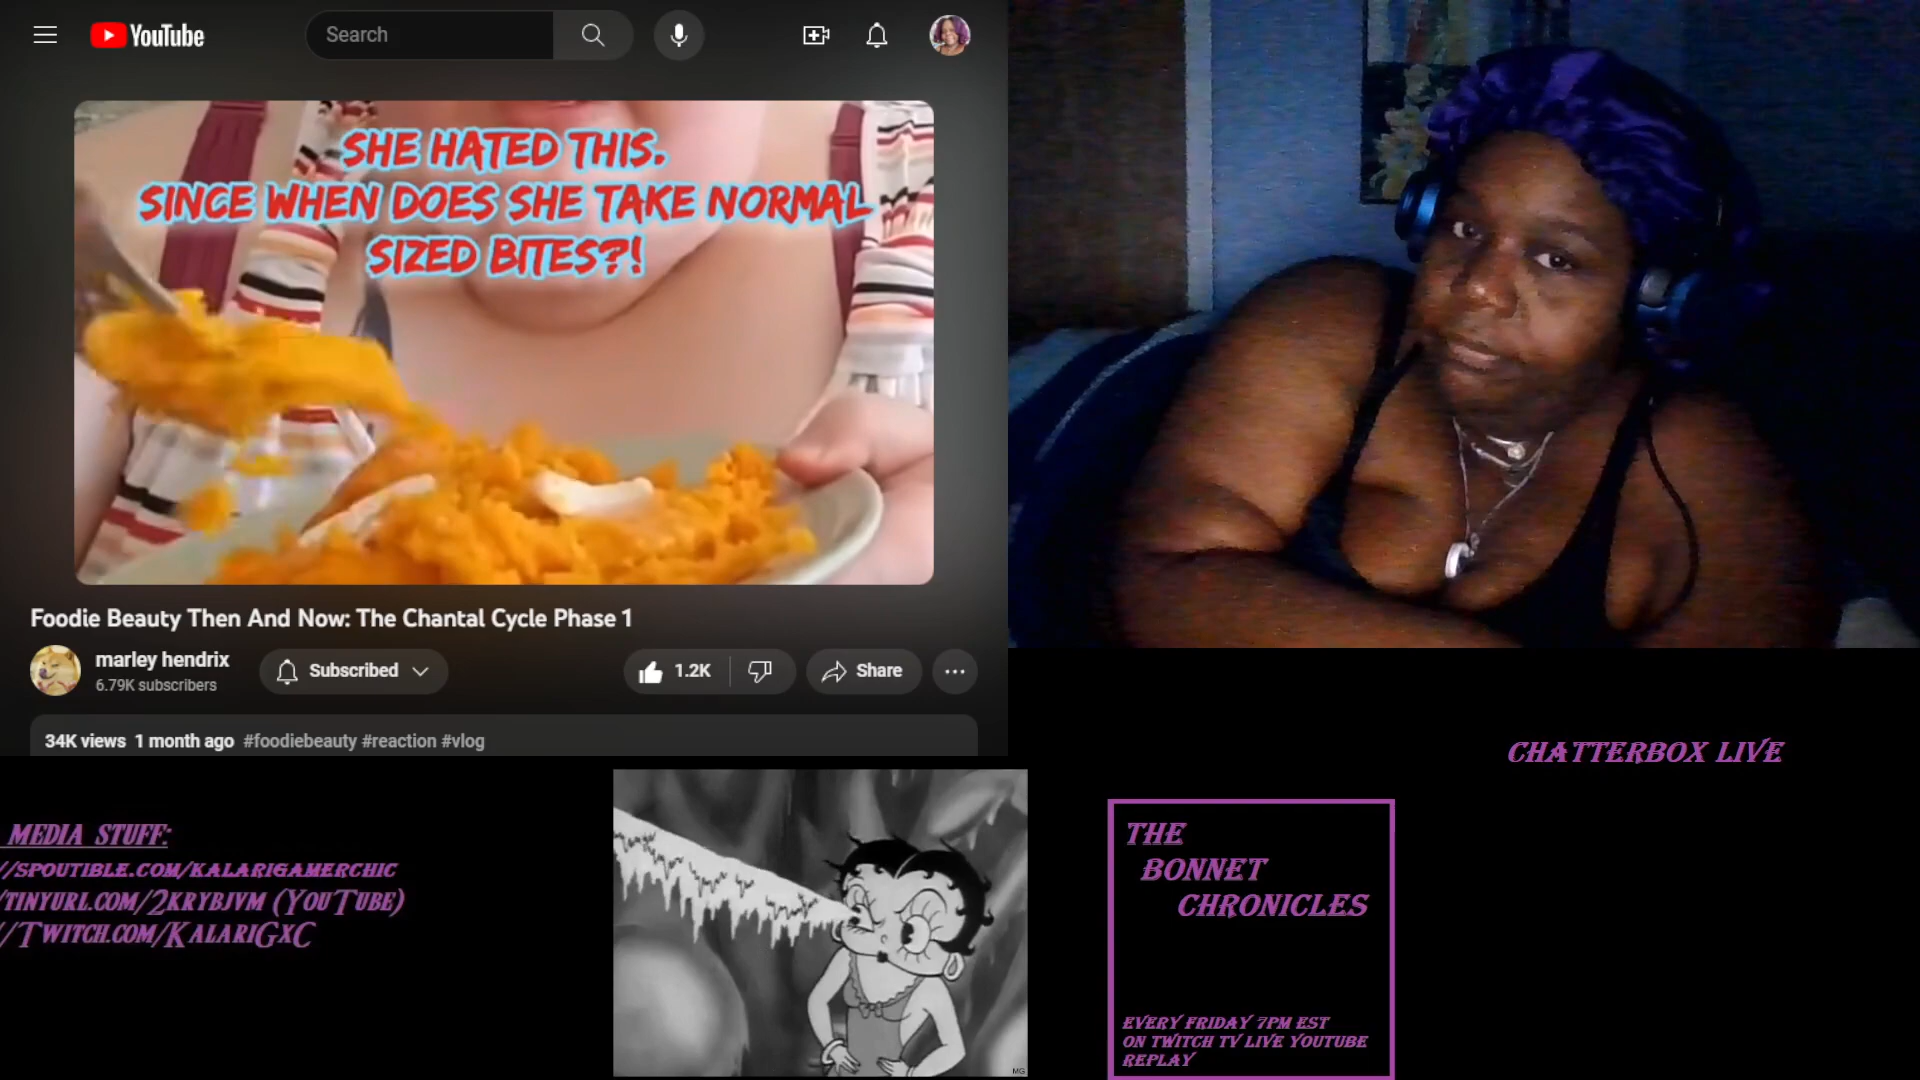 YouTube
Search
SHE HATED THIS.
SINCE WHEN DOES SHE TAKE NORMAL
SIZED BITES?!
Foodie Beauty Then And Now: The Chantal Cycle Phase 1
marley hendrix
6.79K subscribers
Subscribed
1.2K
Share
34K views 1 month ago #foodiebeauty #reaction #vlog
CHATTERBOX LIVE
MEDIA STUFF:
//SPOUTIBLE.COM/KALARIGAMERCHIC
/TINYURL.COM/2KRYBJVM (YOUTUBE)
//TWITCH.COM/KALARIGXC
THE
BONNET
CHRONICLES
EVERY FRIDAY 7PM EST
ON TWITCH TV LIVE YOUTUBE
REPLAY
MG